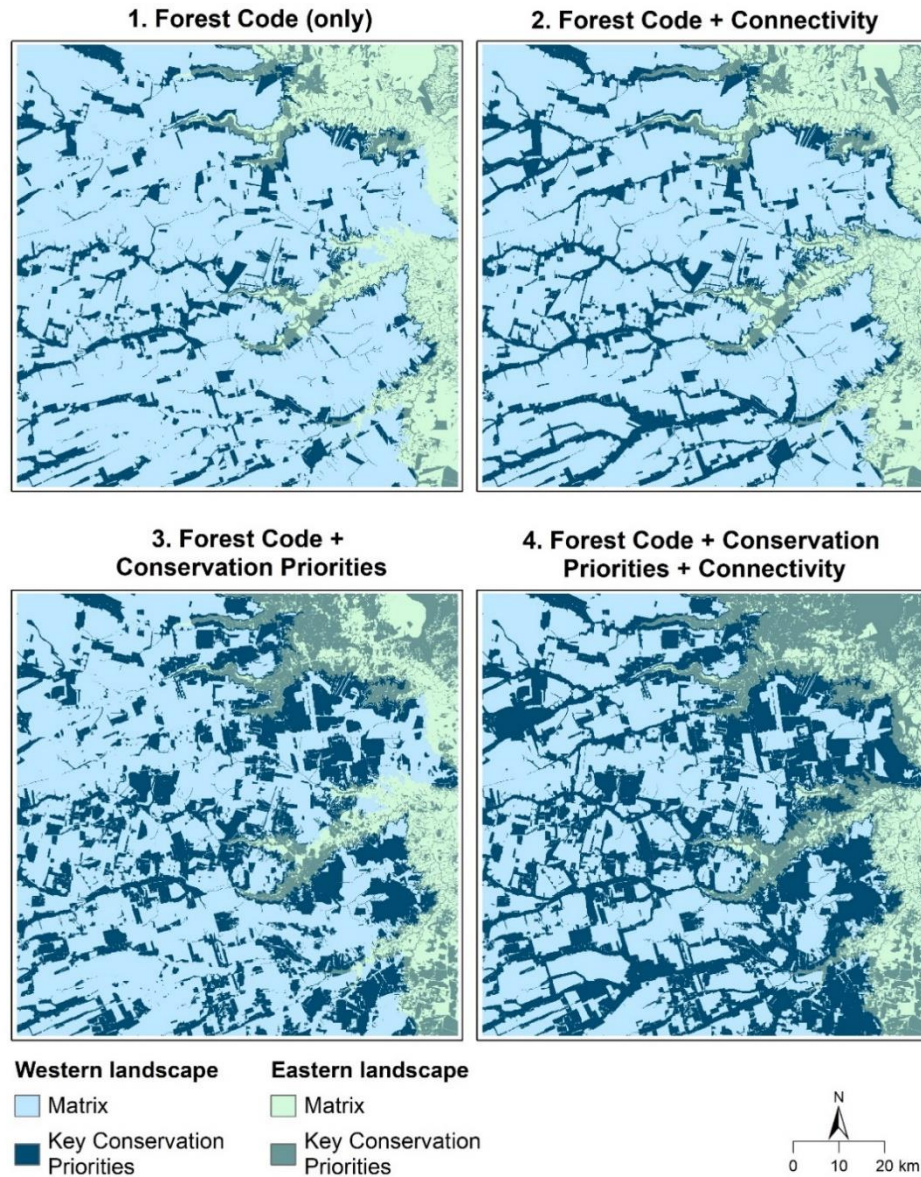 1. Forest Code (only)
2. Forest Code + Connectivity
3. Forest Code +
Conservation Priorities
4. Forest Code + Conservation
Priorities + Connectivity
Western landscape
Matrix
Key Conservation
Priorities
Eastern landscape
Matrix
Key Conservation
Priorities
N
0 10 20 km